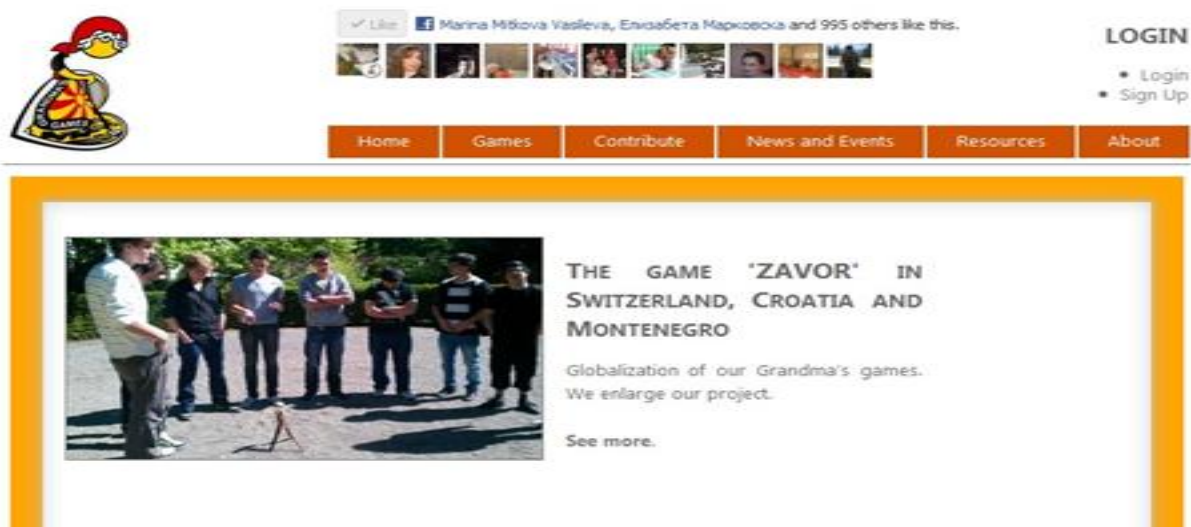 Like
Marina Mitkova Vasileva, Елизабета Марковска and 995 others like this.
LOGIN
Login
Sign Up
GRANDMA'S
GAMES
Home Games Contribute News and Events Resources About
THE GAME 'ZAVOR' IN
SWITZERLAND, CROATIA AND
MONTENEGRO
Globalization of our Grandma's games.
We enlarge our project.
See more.